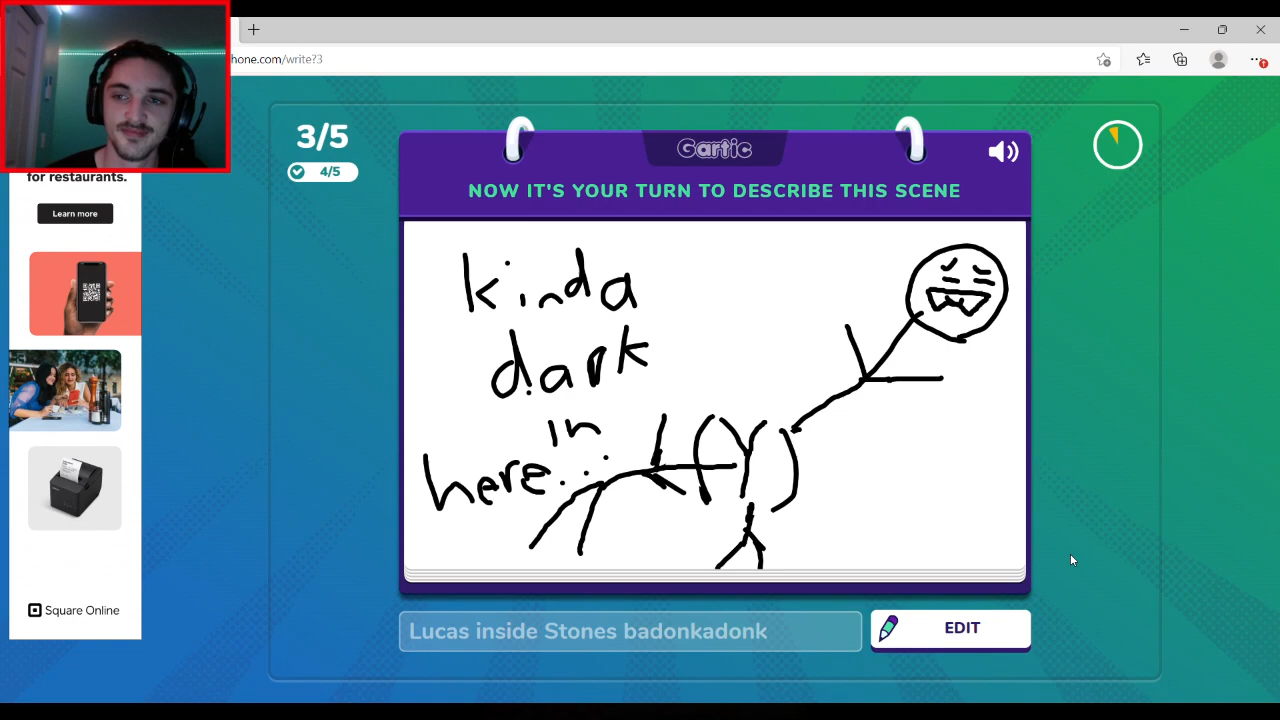 hone.com/write?3
3/5
4/5
Gartic
NOW IT'S YOUR TURN TO DESCRIBE THIS SCENE
for restaurants.
Learn more
kinda
dark
in
here...
Square Online
Lucas inside Stones badonkadonk
EDIT